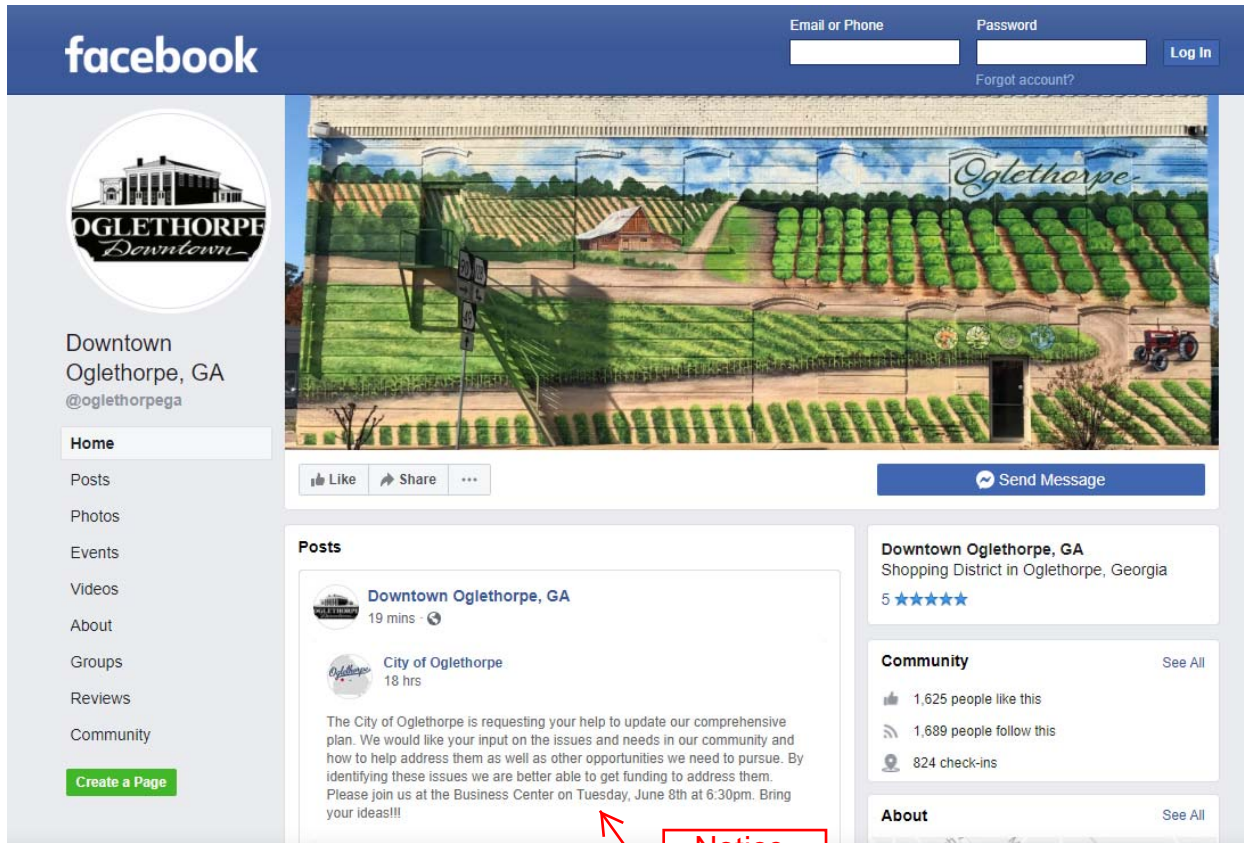 facebook
Email or Phone
Password
Log In
Forgot account?
OGLETHORPE
Downtown
Oglethorpe
Downtown
Oglethorpe, GA
@oglethorpega
Home
Posts
Photos
Events
Videos
About
Groups
Reviews
Community
Create a Page
Like
Share
...
Send Message
Posts
Downtown Oglethorpe, GA
19 mins ·
Oglethorpe
City of Oglethorpe
18 hrs
The City of Oglethorpe is requesting your help to update our comprehensive
plan. We would like your input on the issues and needs in our community and
how to help address them as well as other opportunities we need to pursue. By
identifying these issues we are better able to get funding to address them.
Please join us at the Business Center on Tuesday, June 8th at 6:30pm. Bring
your ideas!!!
Notice
Downtown Oglethorpe, GA
Shopping District in Oglethorpe, Georgia
5 ★★★★★
Community
See All
1,625 people like this
1,689 people follow this
824 check-ins
About
See All